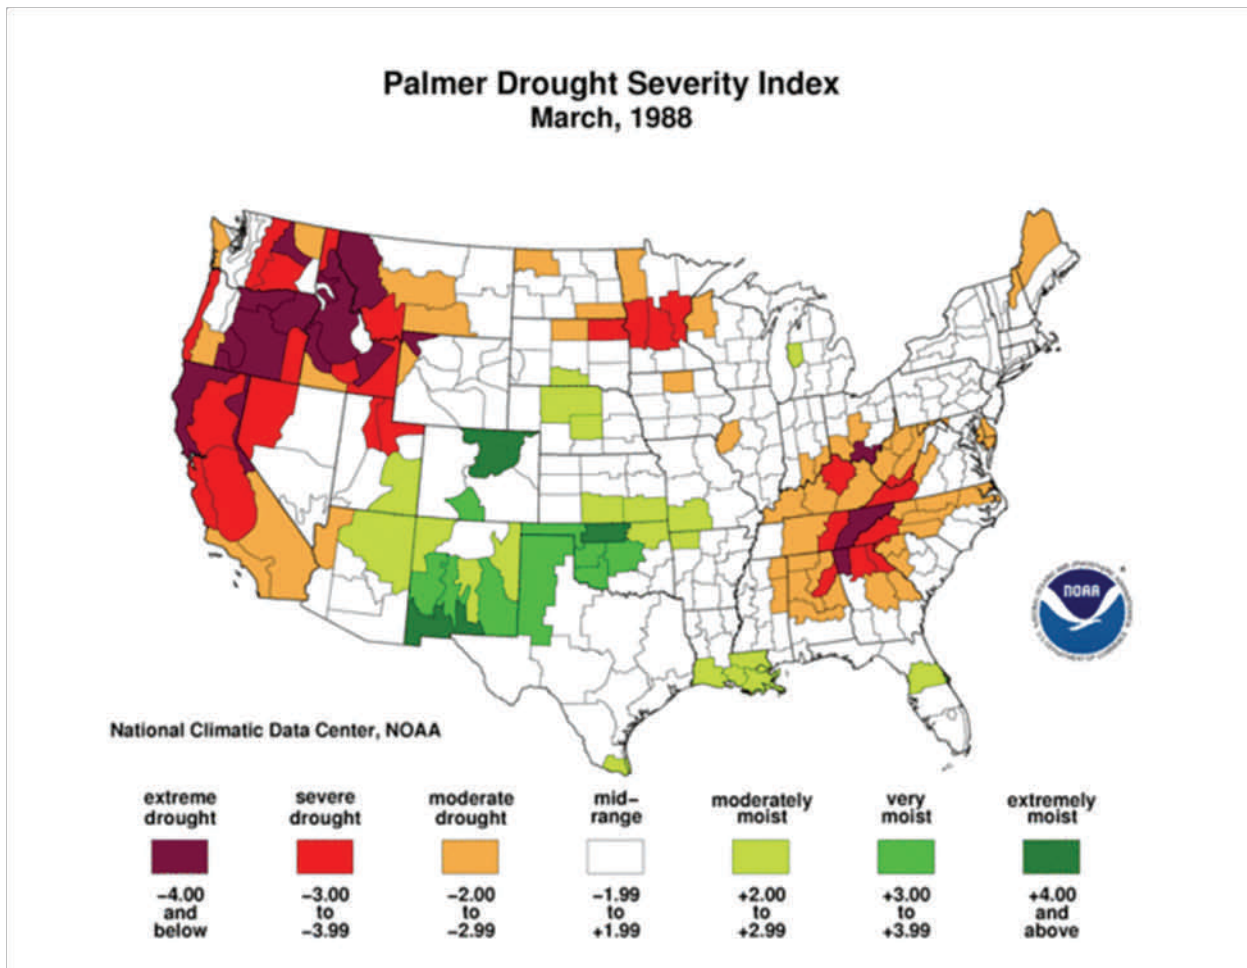 Palmer Drought Severity Index
March, 1988
NOAA
National Climatic Data Center, NOAA
extreme
drought
severe
drought
moderate
drought
mid–
range
moderately
moist
very
moist
extremely
moist
−4.00
and
below
−3.00
to
−3.99
−2.00
to
−2.99
−1.99
to
+1.99
+2.00
to
+2.99
+3.00
to
+3.99
+4.00
and
above